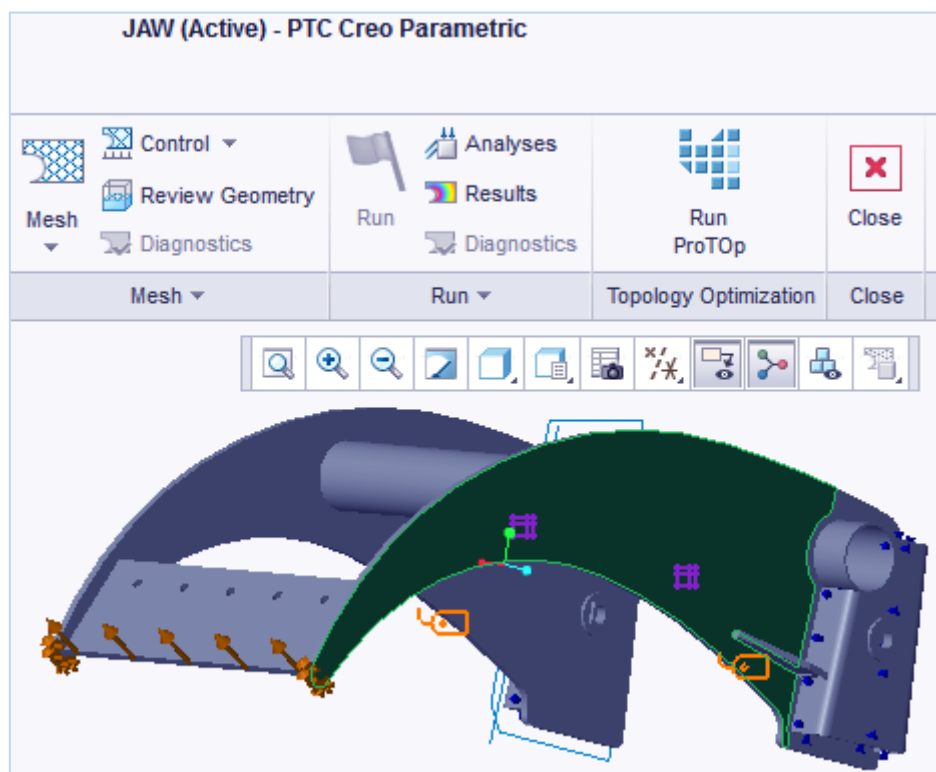 JAW (Active) - PTC Creo Parametric
Mesh
Control
Review Geometry
Diagnostics
Run
Analyses
Results
Diagnostics
Run
ProTOp
Close
Mesh
Run
Topology Optimization
Close